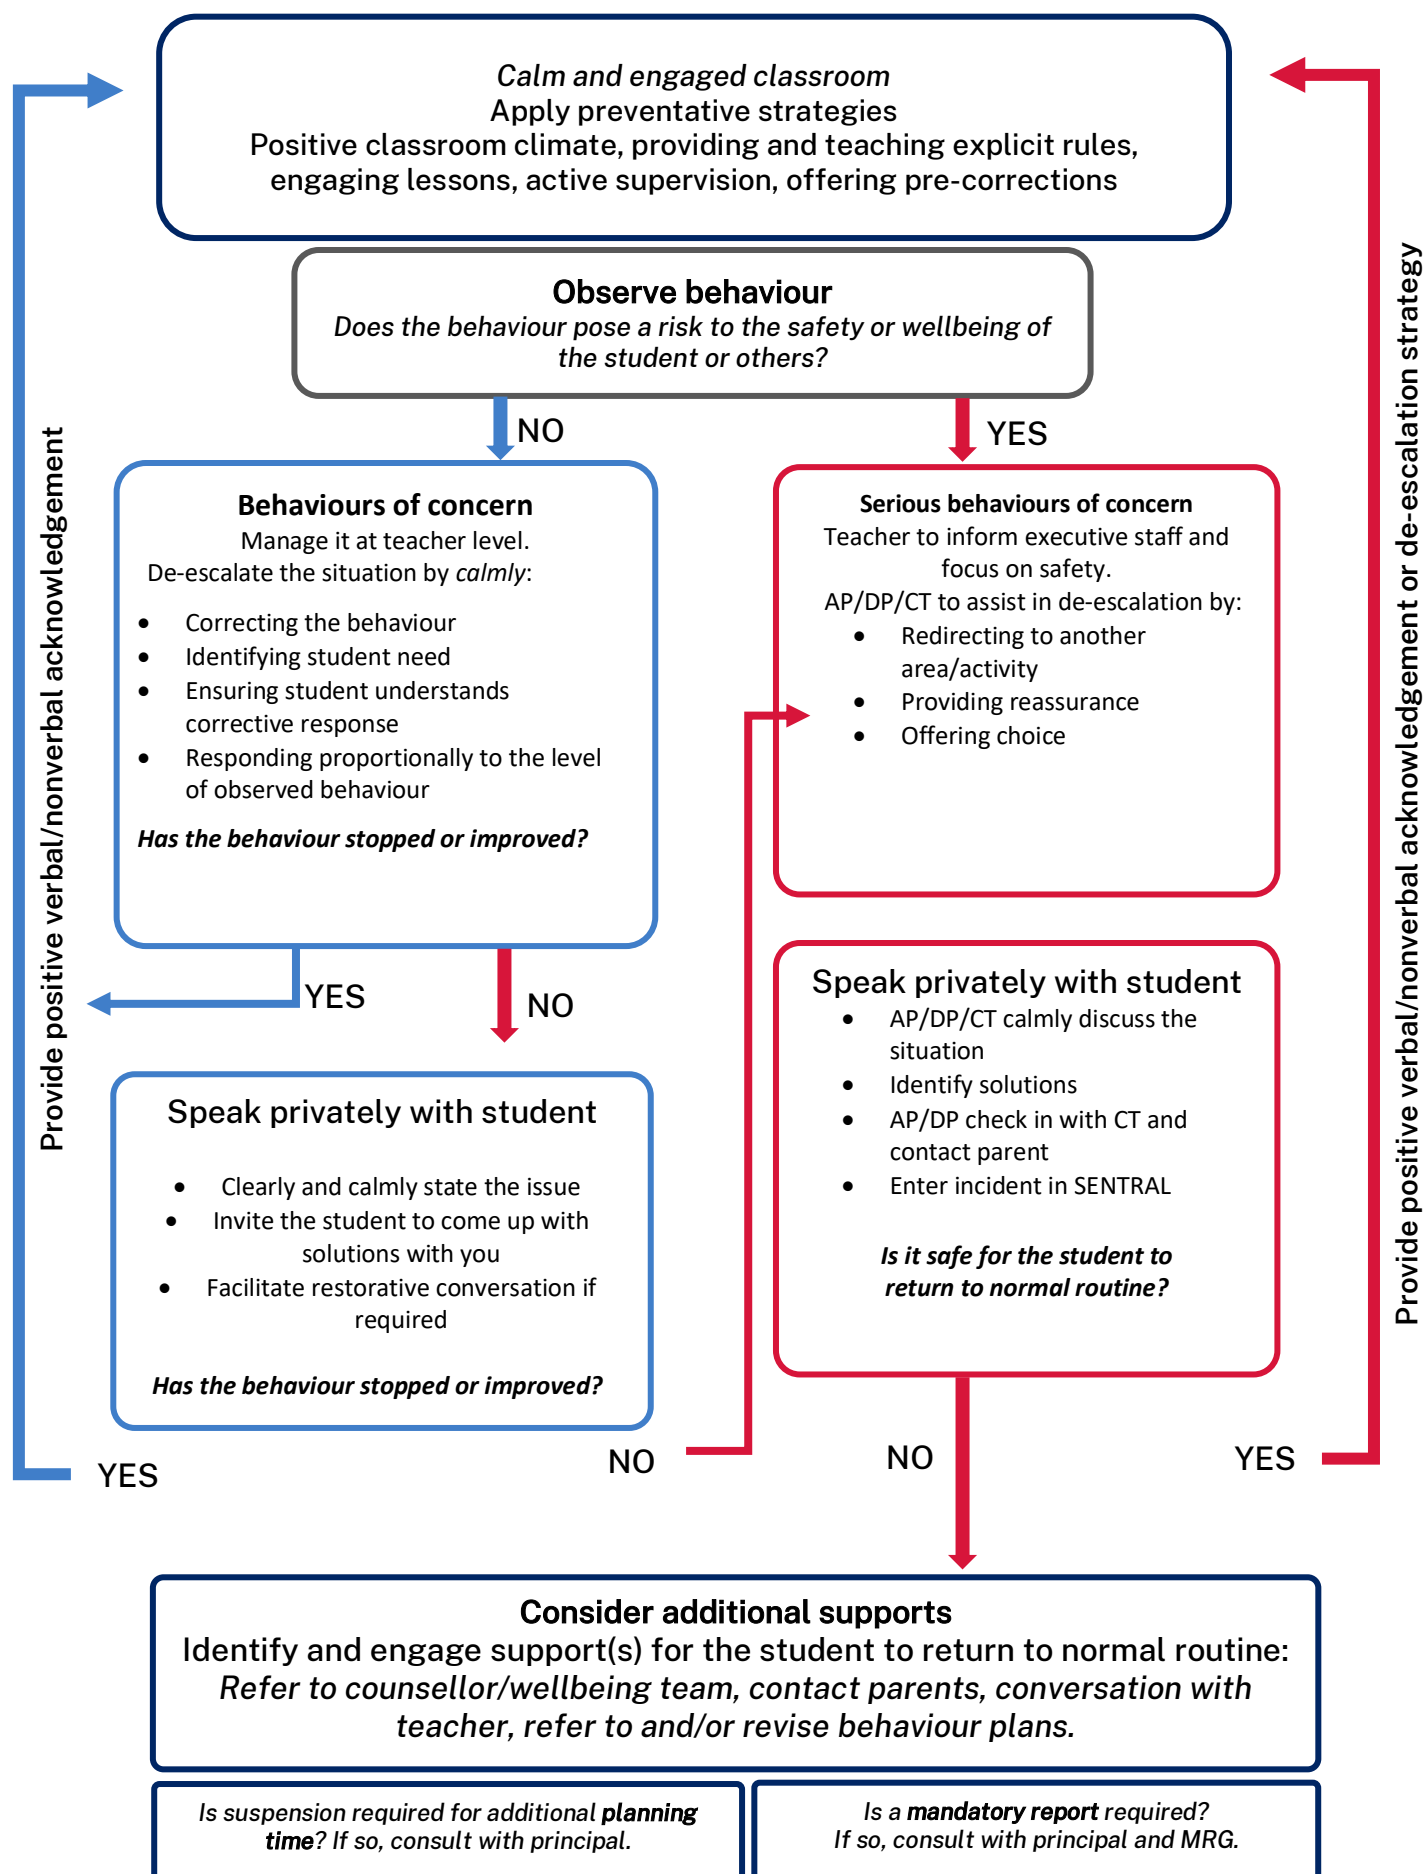 Calm and engaged classroom
Apply preventative strategies
Positive classroom climate, providing and teaching explicit rules,
engaging lessons, active supervision, offering pre-corrections
Observe behaviour
Does the behaviour pose a risk to the safety or wellbeing of
the student or others?
NO
YES
Provide positive verbal/nonverbal acknowledgement
Behaviours of concern
Manage it at teacher level.
De-escalate the situation by calmly:
• Correcting the behaviour
• Identifying student need
• Ensuring student understands
corrective response
• Responding proportionally to the level
of observed behaviour
Has the behaviour stopped or improved?
YES
NO
Speak privately with student
• Clearly and calmly state the issue
• Invite the student to come up with
solutions with you
• Facilitate restorative conversation if
required
Has the behaviour stopped or improved?
YES
NO
Serious behaviours of concern
Teacher to inform executive staff and
focus on safety.
AP/DP/CT to assist in de-escalation by:
• Redirecting to another
area/activity
• Providing reassurance
• Offering choice
Speak privately with student
• AP/DP/CT calmly discuss the
situation
• Identify solutions
• AP/DP check in with CT and
contact parent
• Enter incident in SENTRAL
Is it safe for the student to
return to normal routine?
NO
YES
Provide positive verbal/nonverbal acknowledgement or de-escalation strategy
Consider additional supports
Identify and engage support(s) for the student to return to normal routine:
Refer to counsellor/wellbeing team, contact parents, conversation with
teacher, refer to and/or revise behaviour plans.
Is suspension required for additional planning
time? If so, consult with principal.
Is a mandatory report required?
If so, consult with principal and MRG.